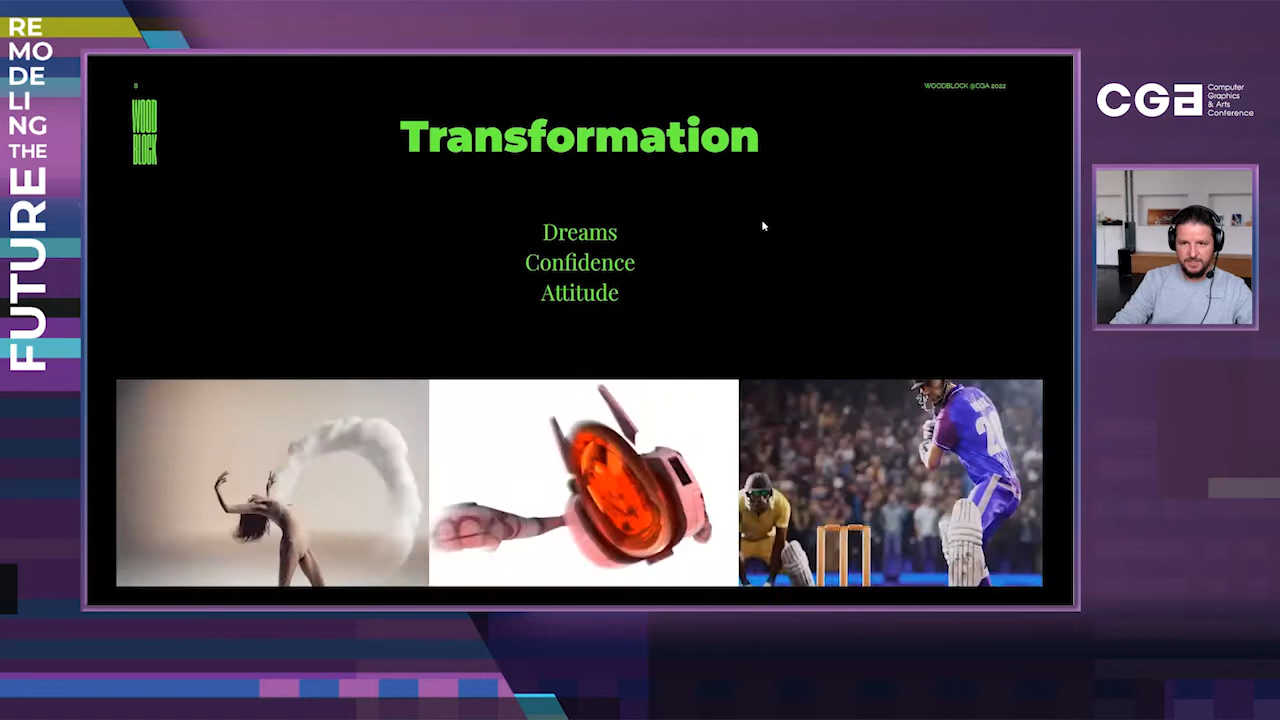 RE
MO
DE
LI
NG
THE
FUTURE
8
WOODBLOCK @CGA 2022
WOOD
BLOCK
Transformation
Dreams
Confidence
Attitude
CGA
Computer
Graphics
& Arts
Conference